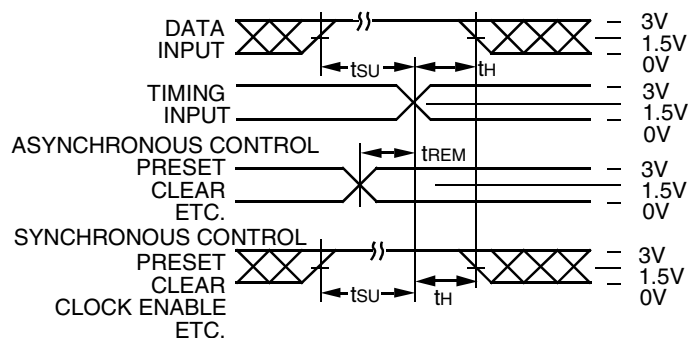 DATA
INPUT
3V
1.5V
0V
tSU
tH
TIMING
INPUT
3V
1.5V
0V
ASYNCHRONOUS CONTROL
tREM
PRESET
CLEAR
ETC.
3V
1.5V
0V
SYNCHRONOUS CONTROL
PRESET
CLEAR
CLOCK ENABLE
ETC.
3V
1.5V
0V
tSU
tH